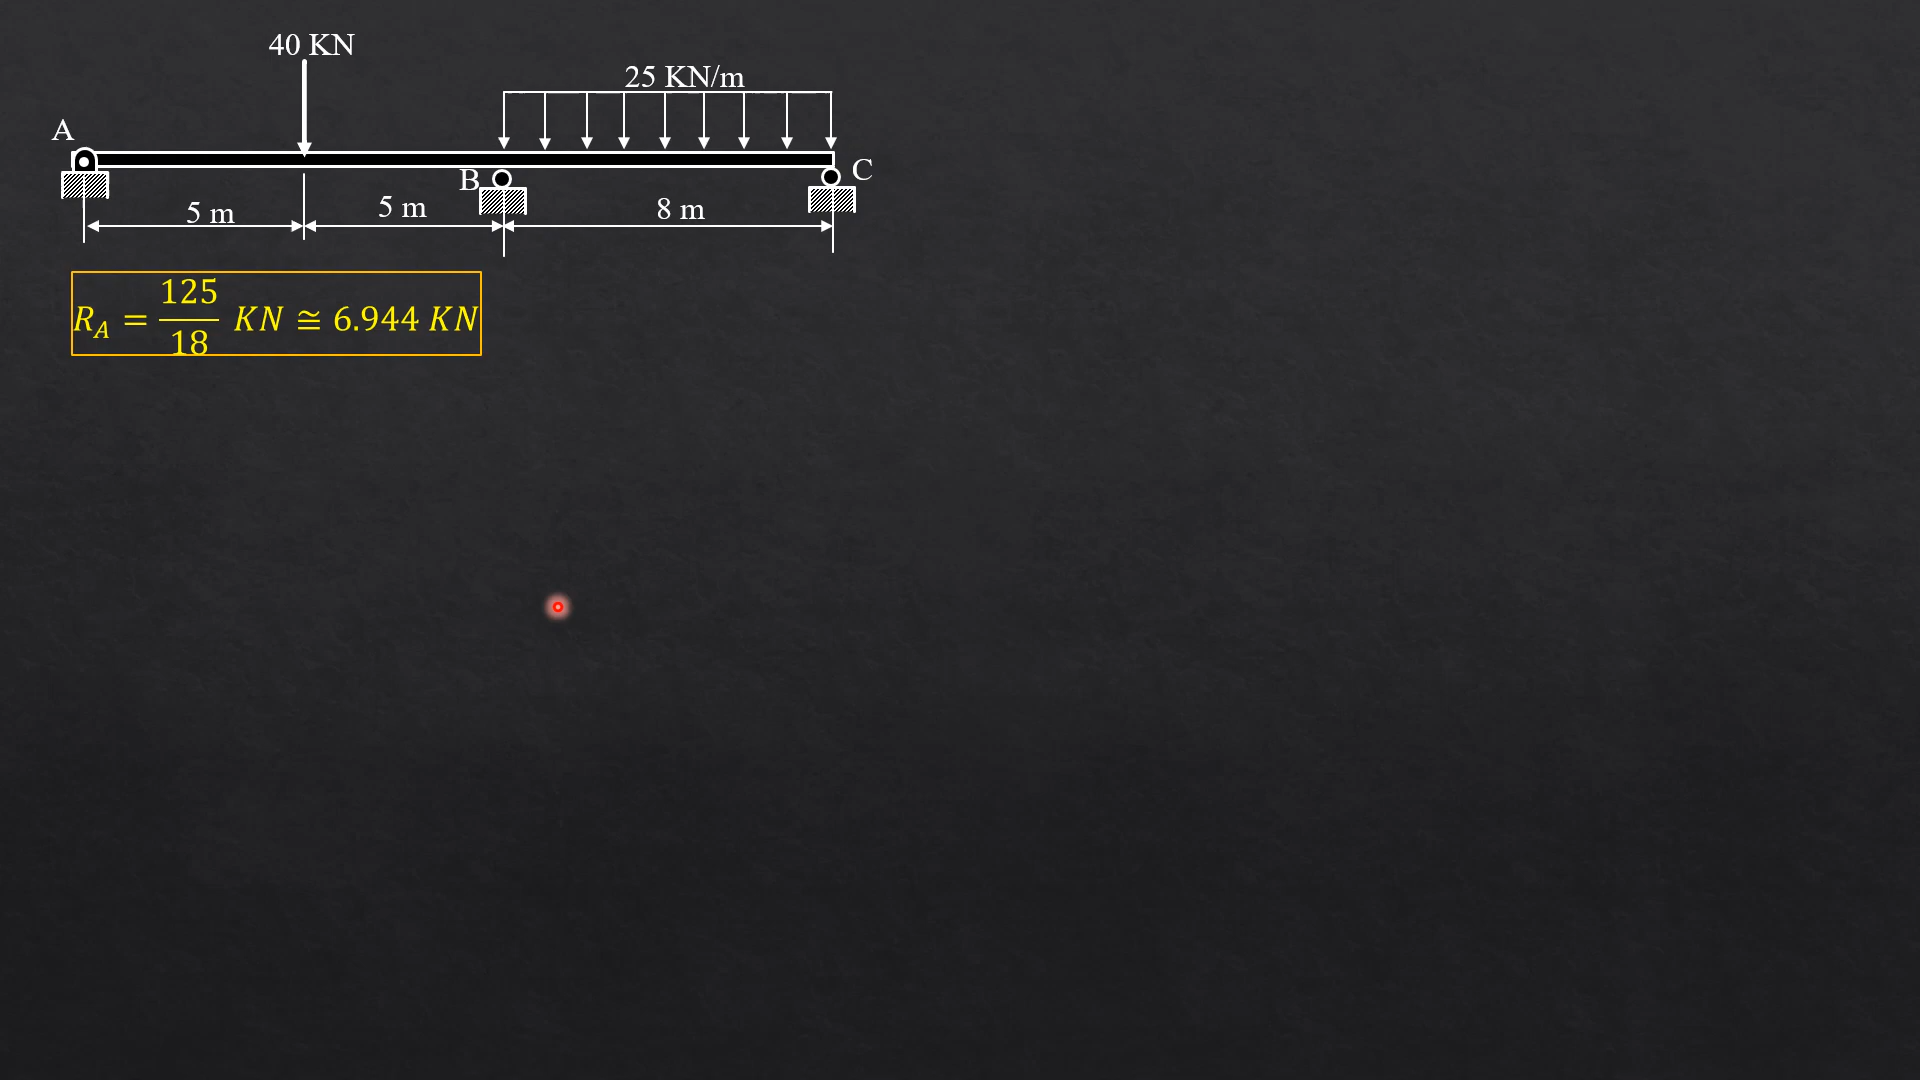 40 KN
25 KN/m
A
B
C
5 m
5 m
8 m
R_A = 125/18 KN ≅ 6.944 KN